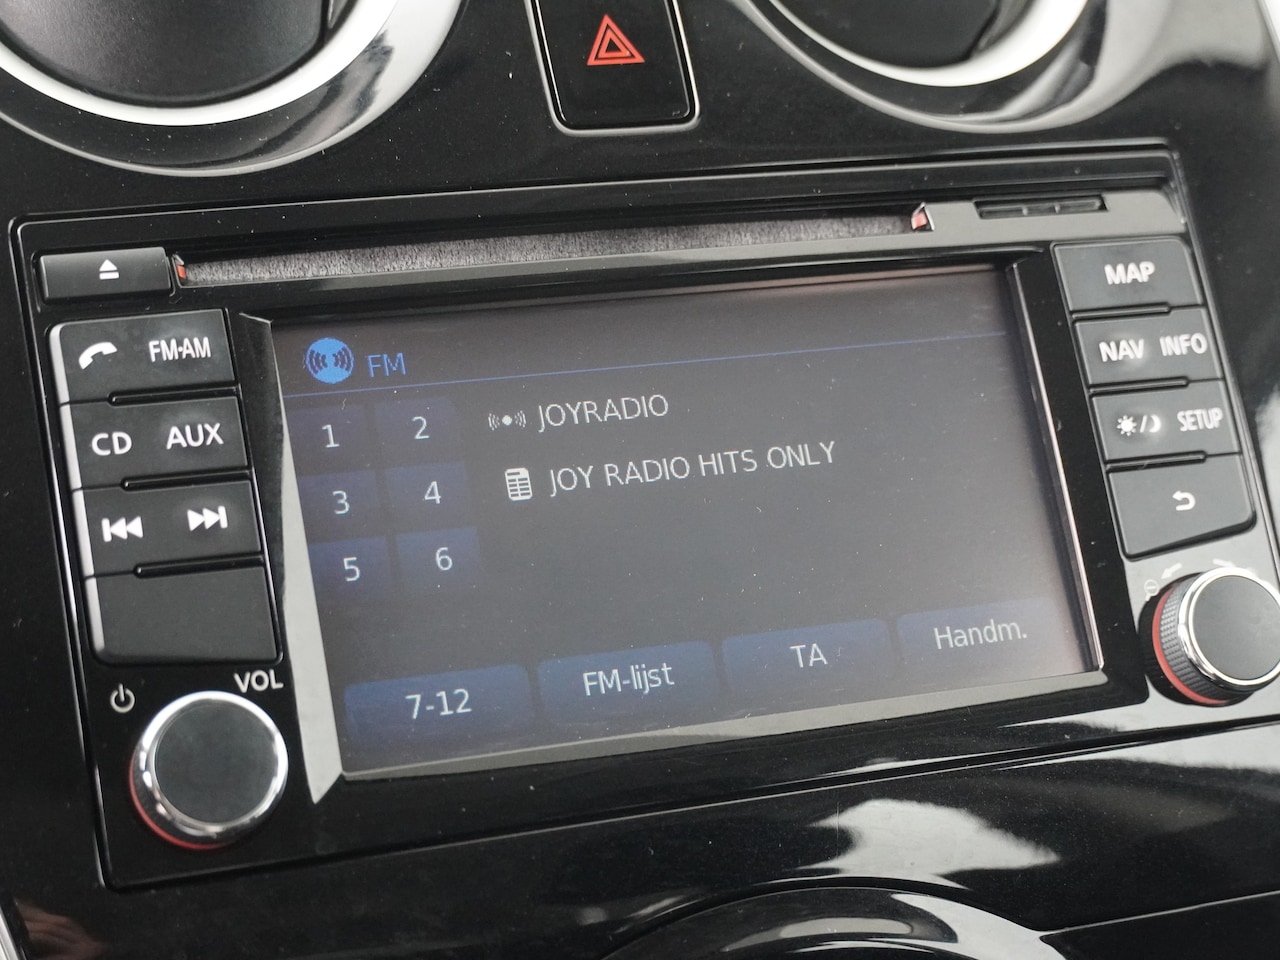 FM·AM
CD AUX
VOL
FM
1 2
3 4
5 6
JOYRADIO
JOY RADIO HITS ONLY
7-12 FM-lijst TA Handm.
MAP
NAV INFO
SETUP